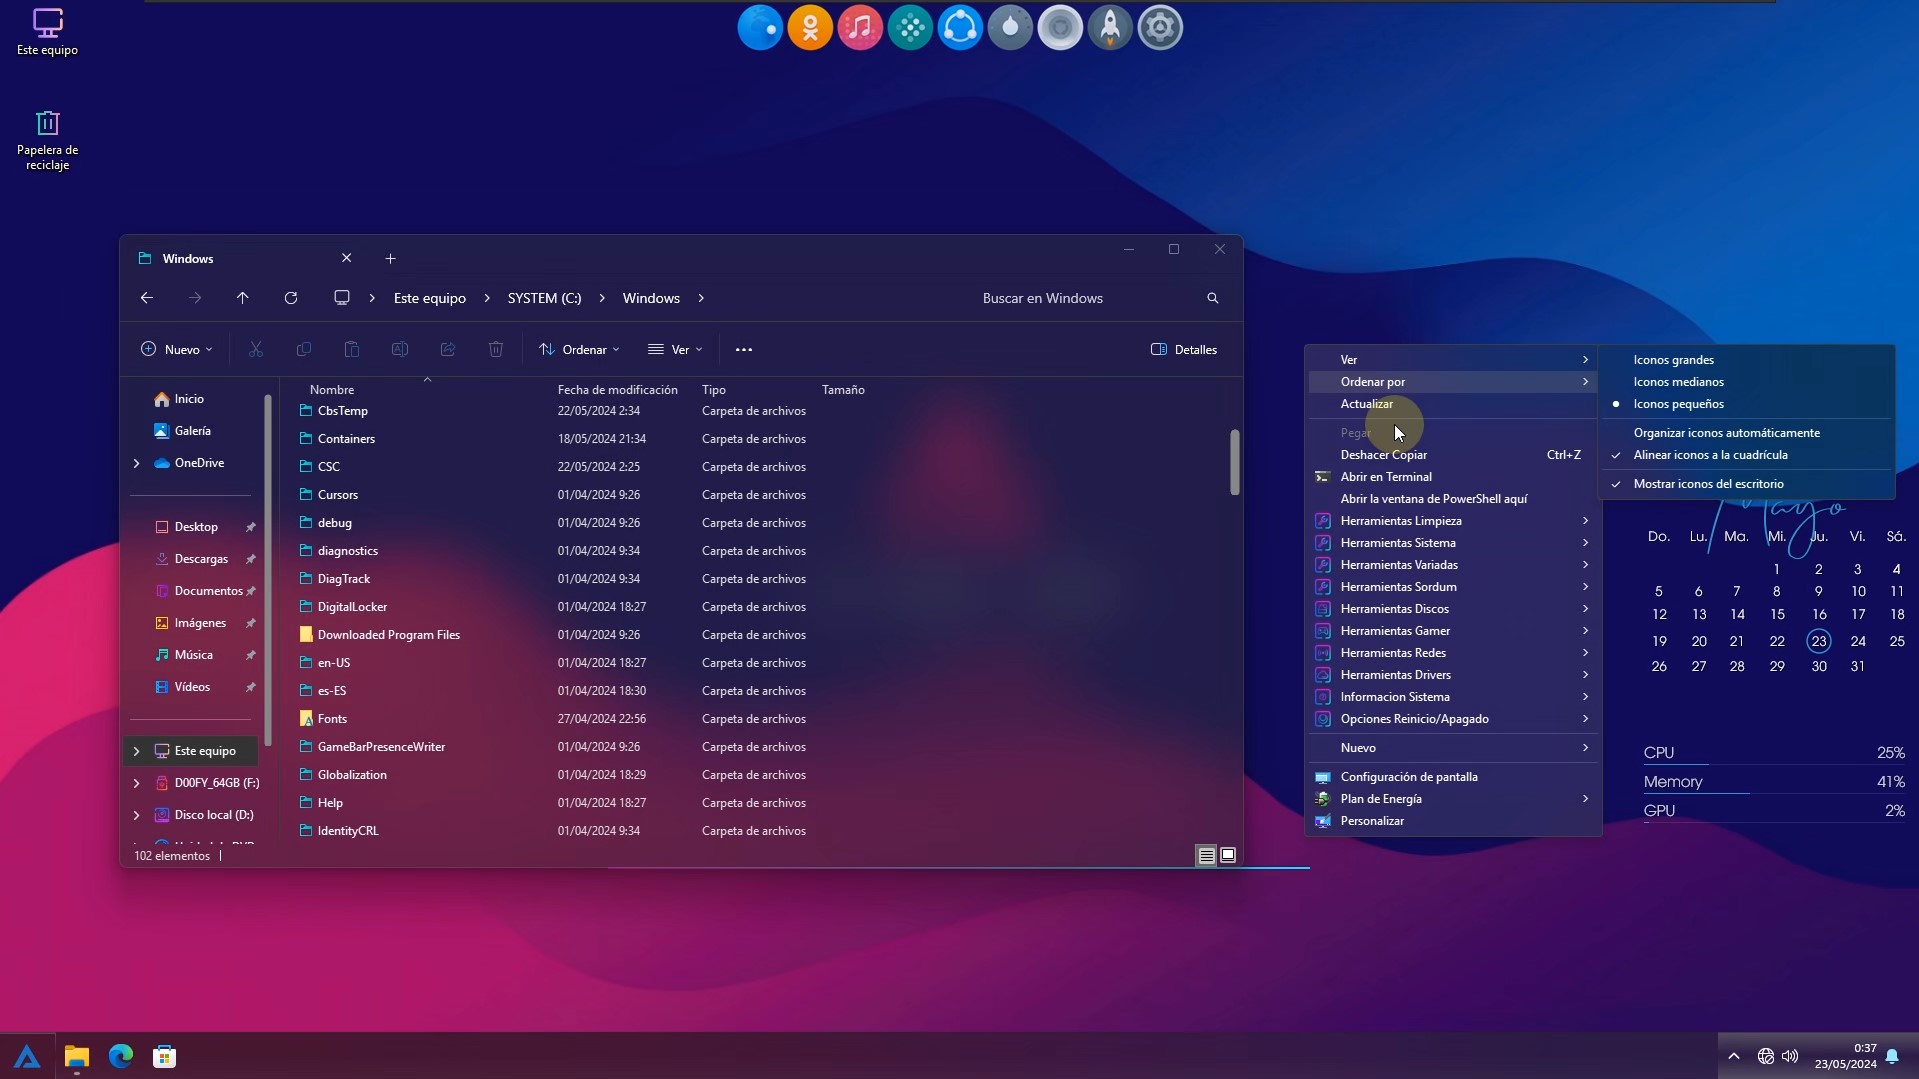 Este equipo
Papelera de
reciclaje
Windows
Este equipo
SYSTEM (C:)
Windows
Buscar en Windows
Nuevo
Ordenar
Ver
Detalles
Inicio
Galería
OneDrive
Desktop
Descargas
Documentos
Imágenes
Música
Vídeos
Este equipo
D00FY_64GB (F:)
Disco local (D:)
Nombre Fecha de modificación Tipo Tamaño
CbsTemp 22/05/2024 2:34 Carpeta de archivos
Containers 18/05/2024 21:34 Carpeta de archivos
CSC 22/05/2024 2:25 Carpeta de archivos
Cursors 01/04/2024 9:26 Carpeta de archivos
debug 01/04/2024 9:26 Carpeta de archivos
diagnostics 01/04/2024 9:34 Carpeta de archivos
DiagTrack 01/04/2024 9:34 Carpeta de archivos
DigitalLocker 01/04/2024 18:27 Carpeta de archivos
Downloaded Program Files 01/04/2024 9:26 Carpeta de archivos
en-US 01/04/2024 18:27 Carpeta de archivos
es-ES 01/04/2024 18:30 Carpeta de archivos
Fonts 27/04/2024 22:56 Carpeta de archivos
GameBarPresenceWriter 01/04/2024 9:26 Carpeta de archivos
Globalization 01/04/2024 18:29 Carpeta de archivos
Help 01/04/2024 18:27 Carpeta de archivos
IdentityCRL 01/04/2024 9:34 Carpeta de archivos
102 elementos
Ver
Ordenar por
Actualizar
Pegar
Deshacer Copiar Ctrl+Z
Abrir en Terminal
Abrir la ventana de PowerShell aquí
Herramientas Limpieza
Herramientas Sistema
Herramientas Variadas
Herramientas Sordum
Herramientas Discos
Herramientas Gamer
Herramientas Redes
Herramientas Drivers
Informacion Sistema
Opciones Reinicio/Apagado
Nuevo
Configuración de pantalla
Plan de Energía
Personalizar
Iconos grandes
Iconos medianos
Iconos pequeños
Organizar iconos automáticamente
Alinear iconos a la cuadrícula
Mostrar iconos del escritorio
Mayo
Do. Lu. Ma. Mi. Ju. Vi. Sá.
1 2 3 4
5 6 7 8 9 10 11
12 13 14 15 16 17 18
19 20 21 22 23 24 25
26 27 28 29 30 31
CPU 25%
Memory 41%
GPU 2%
0:37
23/05/2024